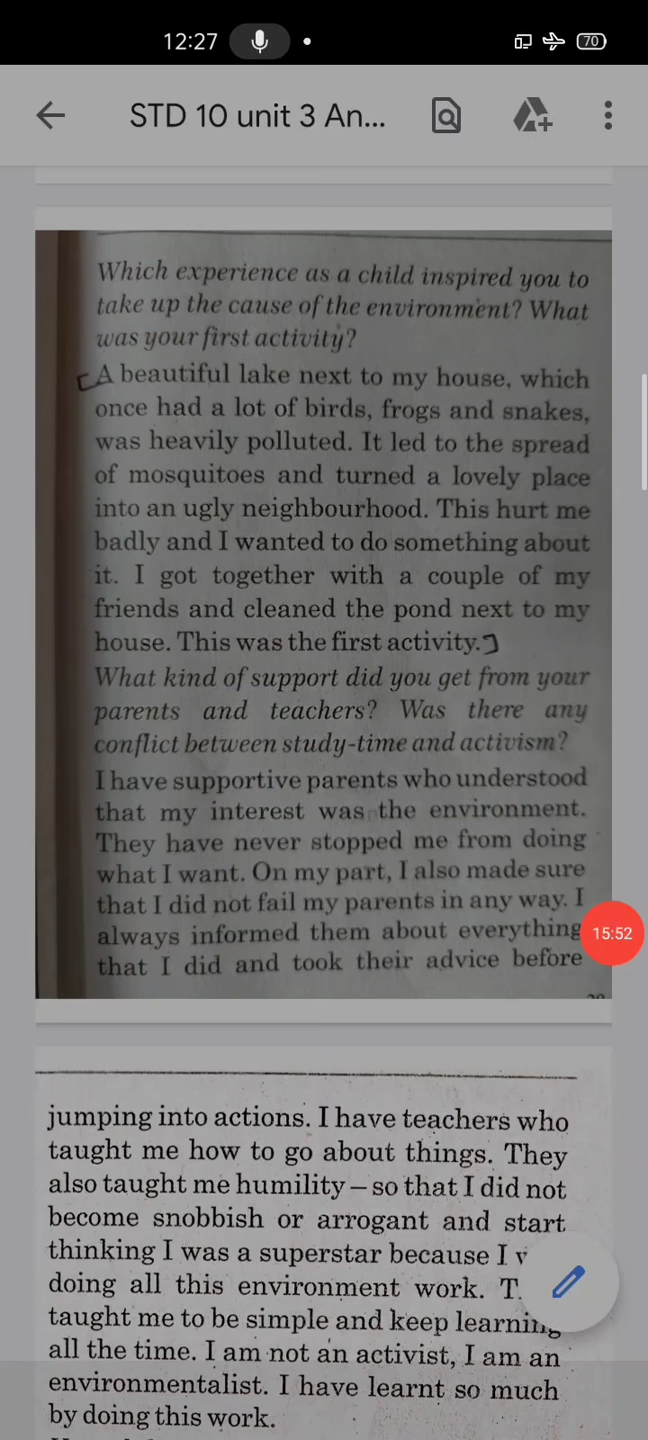 12:27
70
STD 10 unit 3 An...
Which experience as a child inspired you to
take up the cause of the environment? What
was your first activity?
A beautiful lake next to my house, which
once had a lot of birds, frogs and snakes,
was heavily polluted. It led to the spread
of mosquitoes and turned a lovely place
into an ugly neighbourhood. This hurt me
badly and I wanted to do something about
it. I got together with a couple of my
friends and cleaned the pond next to my
house. This was the first activity.
What kind of support did you get from your
parents and teachers? Was there any
conflict between study-time and activism?
I have supportive parents who understood
that my interest was the environment.
They have never stopped me from doing
what I want. On my part, I also made sure
that I did not fail my parents in any way. I
always informed them about everything
15:52
that I did and took their advice before
jumping into actions. I have teachers who
taught me how to go about things. They
also taught me humility – so that I did not
become snobbish or arrogant and start
thinking I was a superstar because I
doing all this environment work.
taught me to be simple and keep learning
all the time. I am not an activist, I am an
environmentalist. I have learnt so much
by doing this work.